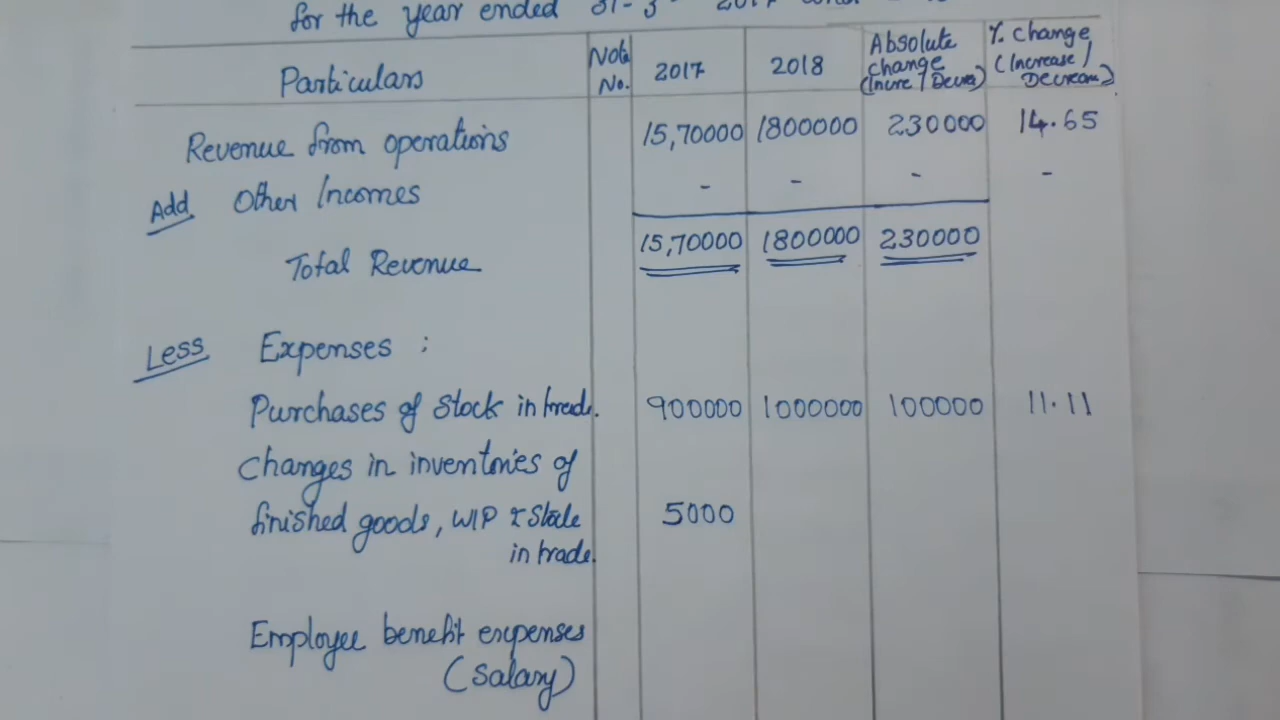 for the year ended 31-3-2017
Particulars Note No. 2017 2018 Absolute change (Incre / Decre) % change (Increase / Decrease)
Revenue from operations 15,70000 1800000 230000 14.65
Add Other Incomes - - - -
Total Revenue 15,70000 1800000 230000
Less Expenses :
Purchases of Stock in trade. 900000 1000000 100000 11.11
Changes in inventories of
finished goods, WIP & Stock 5000
in trade.
Employee benefit expenses
(Salary)